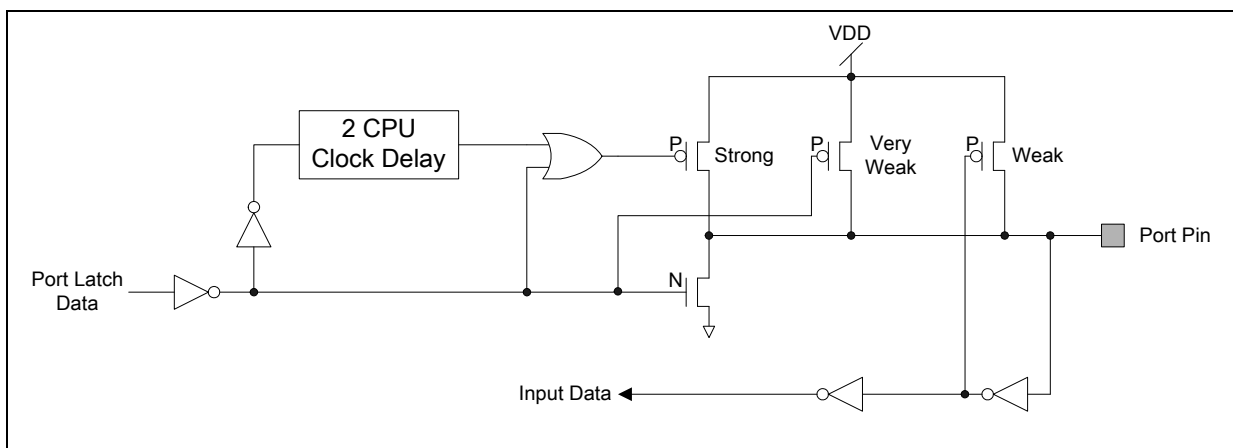 VDD
2 CPU
Clock Delay
P
Strong
P
Very
Weak
P
Weak
Port Pin
Port Latch
Data
N
Input Data